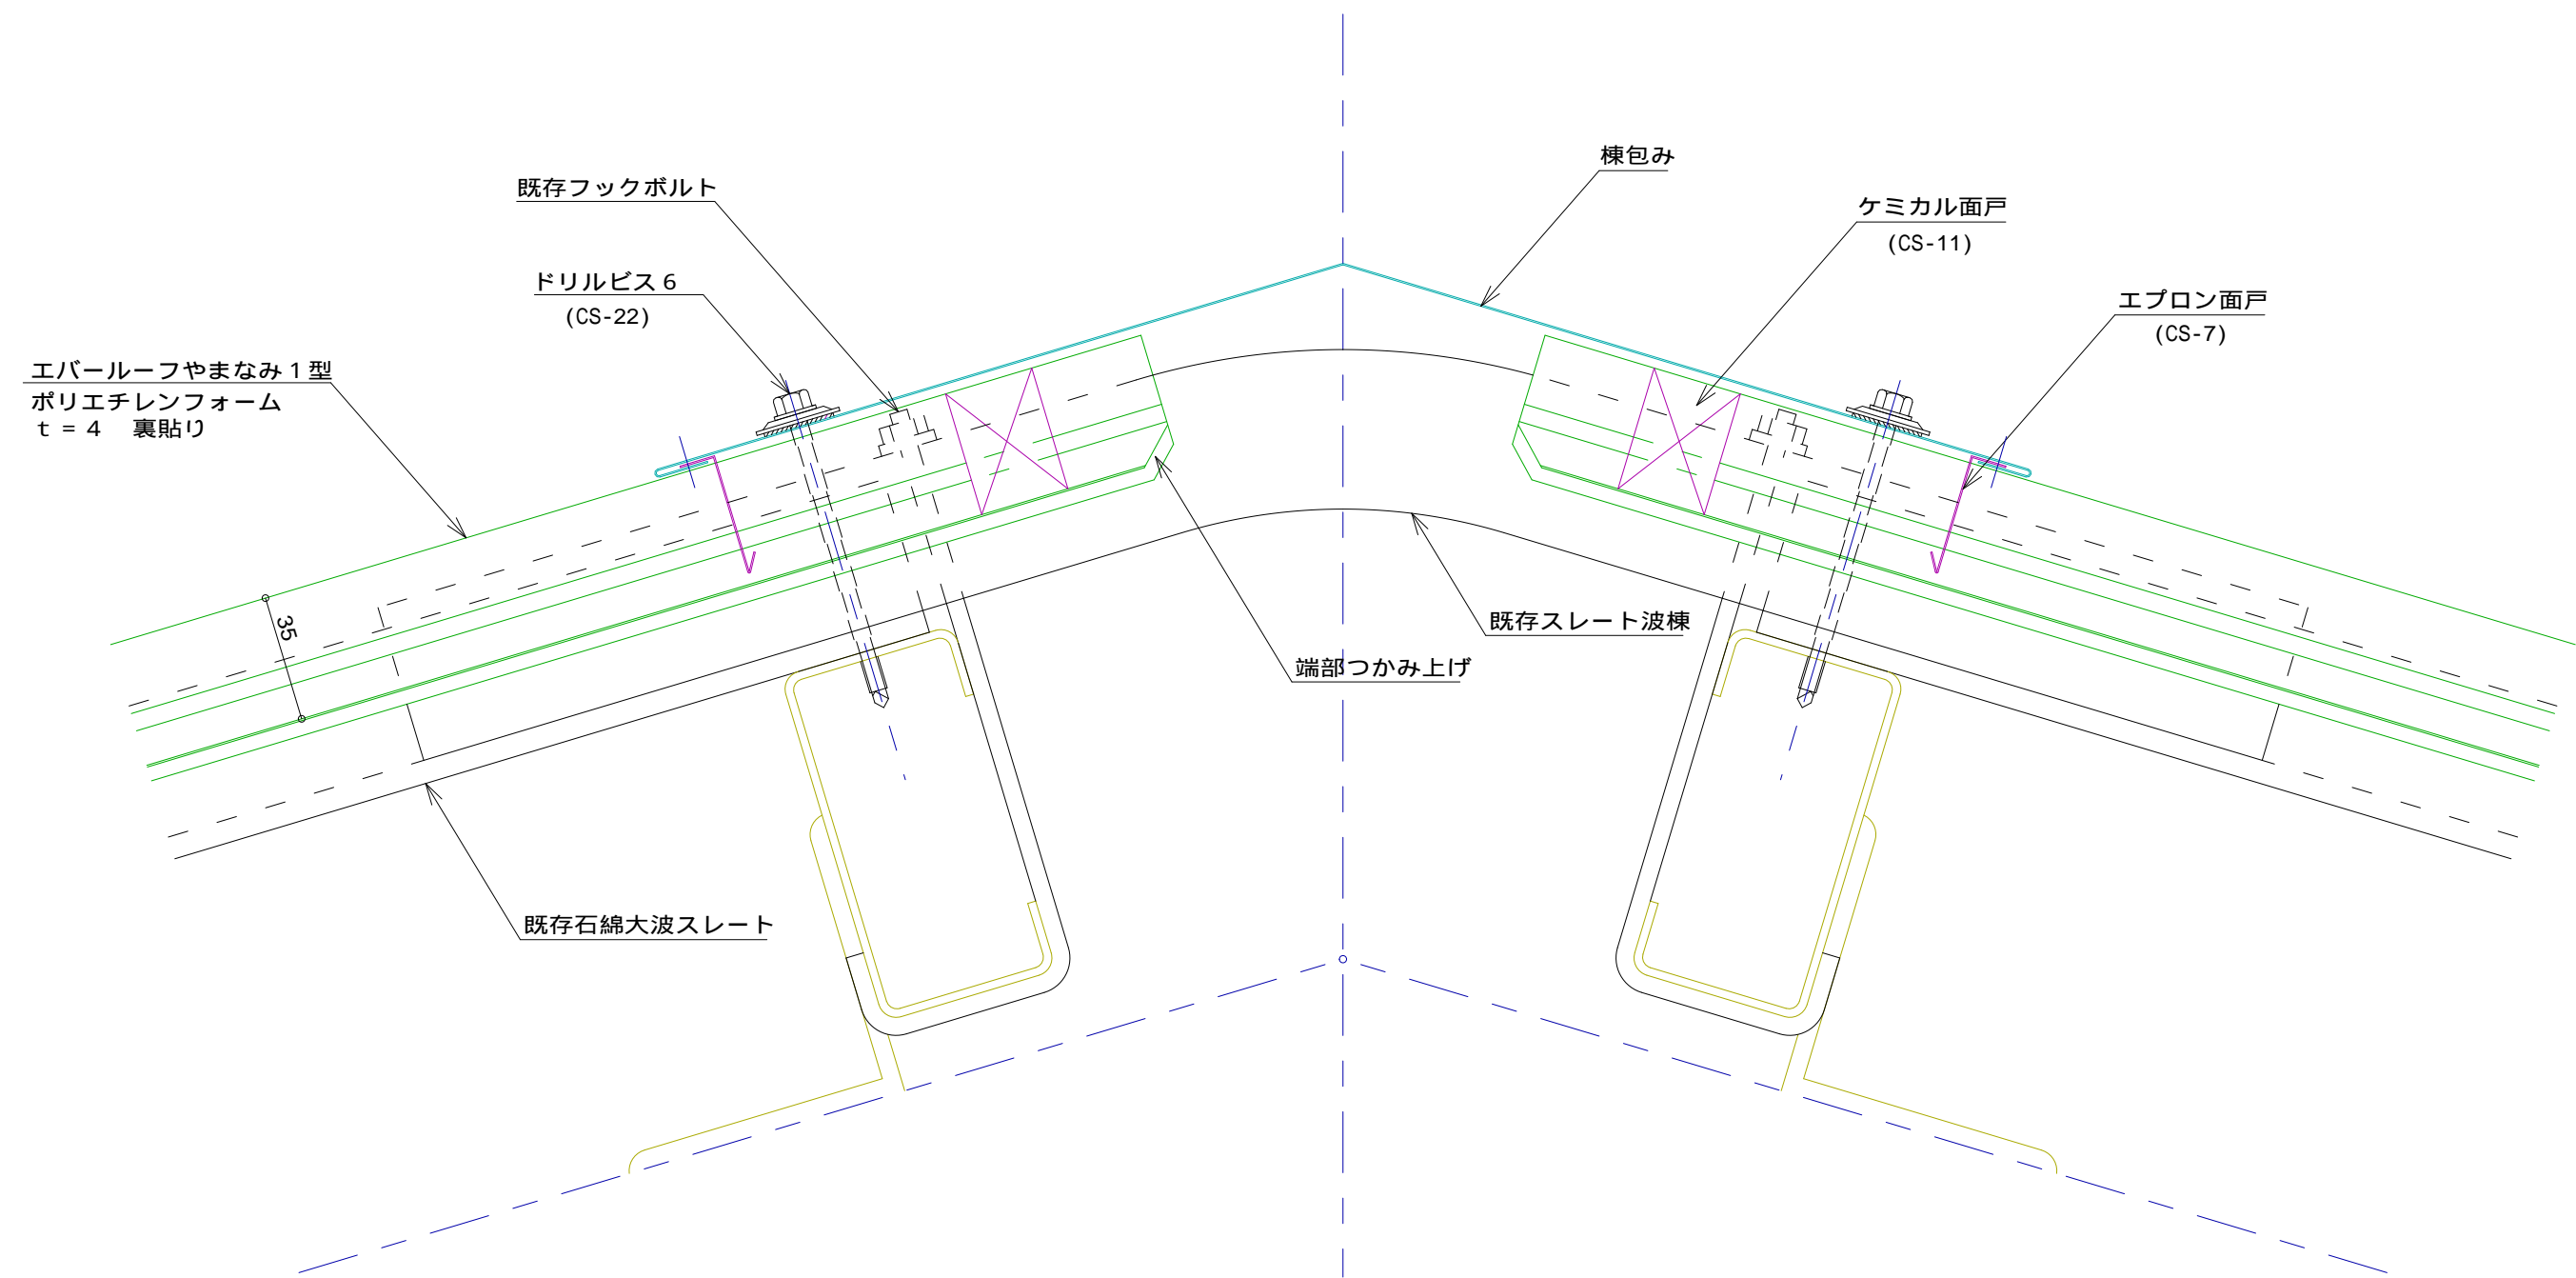 棟包み
既存フックボルト
ケミカル面戸
(CS-11)
ドリルビス6
(CS-22)
エプロン面戸
(CS-7)
エバールーフやまなみ1型
ポリエチレンフォーム
t=4 裏貼り
35
既存スレート波棟
端部つかみ上げ
既存石綿大波スレート